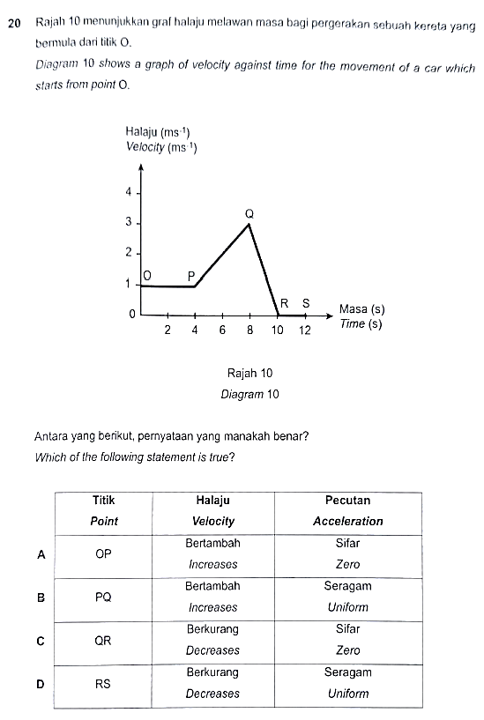 20 Rajah 10 menunjukkan graf halaju melawan masa bagi pergerakan sebuah kereta yang
bermula dari titik O.
Diagram 10 shows a graph of velocity against time for the movement of a car which
starts from point O.
Halaju (ms⁻¹)
Velocity (ms⁻¹)
4
3
2
1
0
O
P
Q
R S
Masa (s)
Time (s)
2 4 6 8 10 12
Rajah 10
Diagram 10
Antara yang berikut, pernyataan yang manakah benar?
Which of the following statement is true?
Titik Halaju Pecutan
Point Velocity Acceleration
A OP Bertambah Sifar
Increases Zero
B PQ Bertambah Seragam
Increases Uniform
C QR Berkurang Sifar
Decreases Zero
D RS Berkurang Seragam
Decreases Uniform